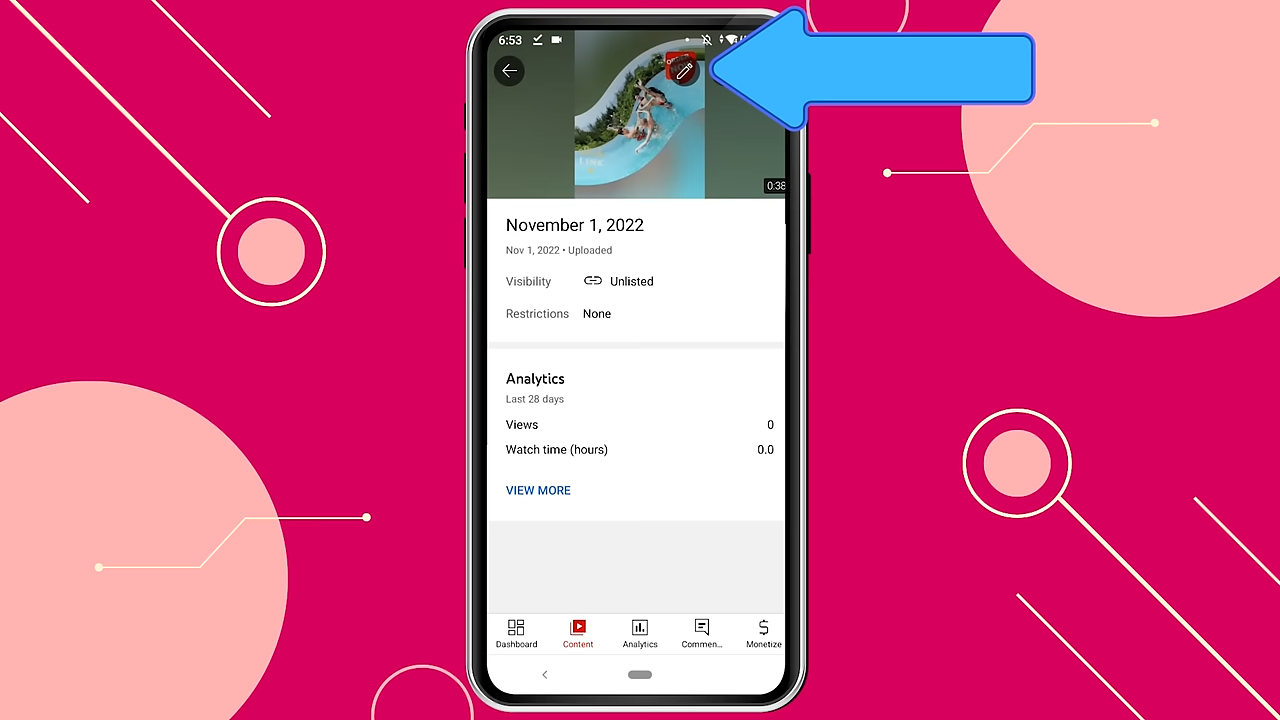 6:53
0:38
November 1, 2022
Nov 1, 2022 • Uploaded
Visibility Unlisted
Restrictions None
Analytics
Last 28 days
Views 0
Watch time (hours) 0.0
VIEW MORE
Dashboard Content Analytics Commen... Monetize